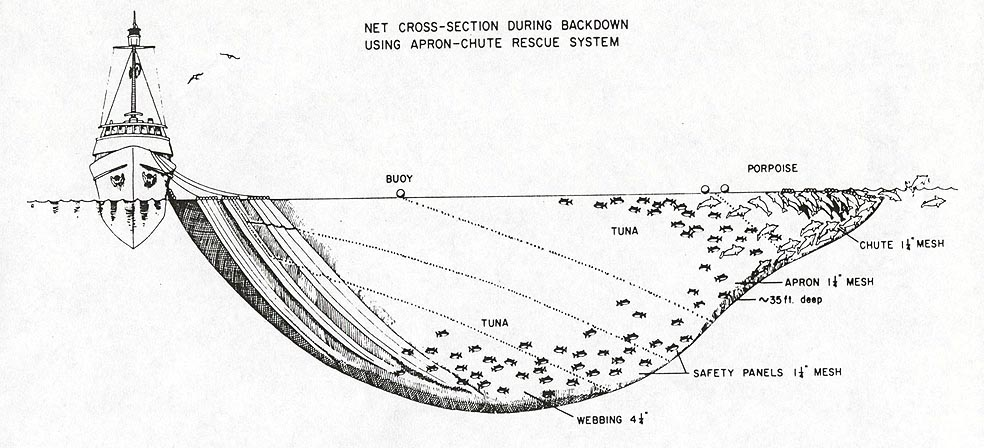 NET CROSS-SECTION DURING BACKDOWN
USING APRON-CHUTE RESCUE SYSTEM
PORPOISE
BUOY
TUNA
CHUTE 1¼" MESH
APRON 1¼" MESH
~35 ft. deep
TUNA
SAFETY PANELS 1¼" MESH
WEBBING 4¼"